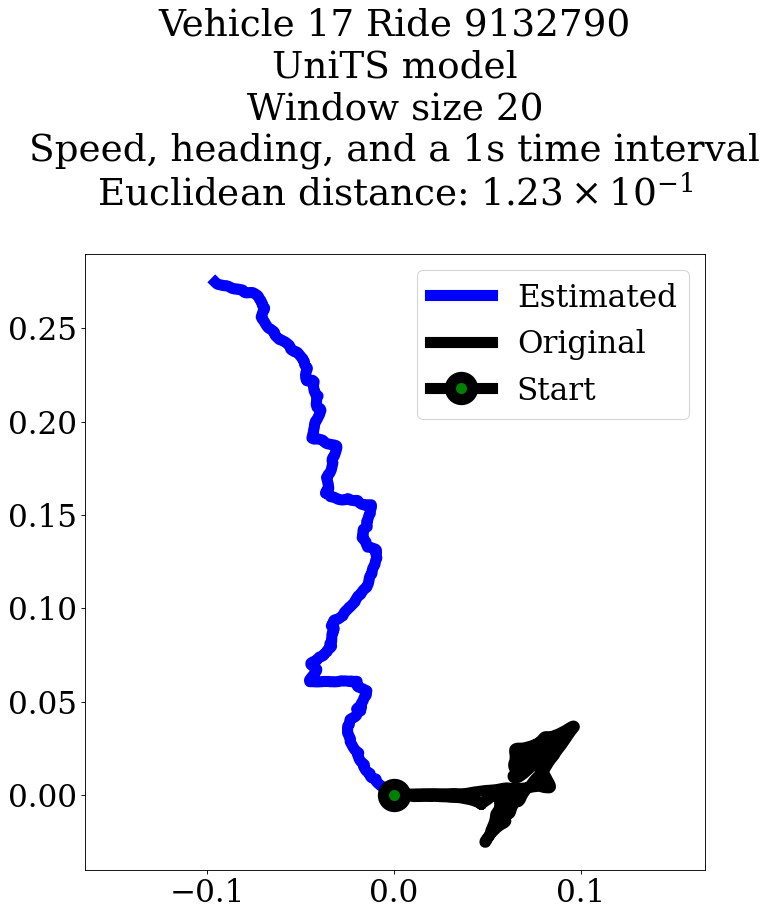 Vehicle 17 Ride 9132790
UniTS model
Window size 20
Speed, heading, and a 1s time interval
Euclidean distance: 1.23 × 10⁻¹
Estimated
Original
Start
0.25
0.20
0.15
0.10
0.05
0.00
−0.1 0.0 0.1